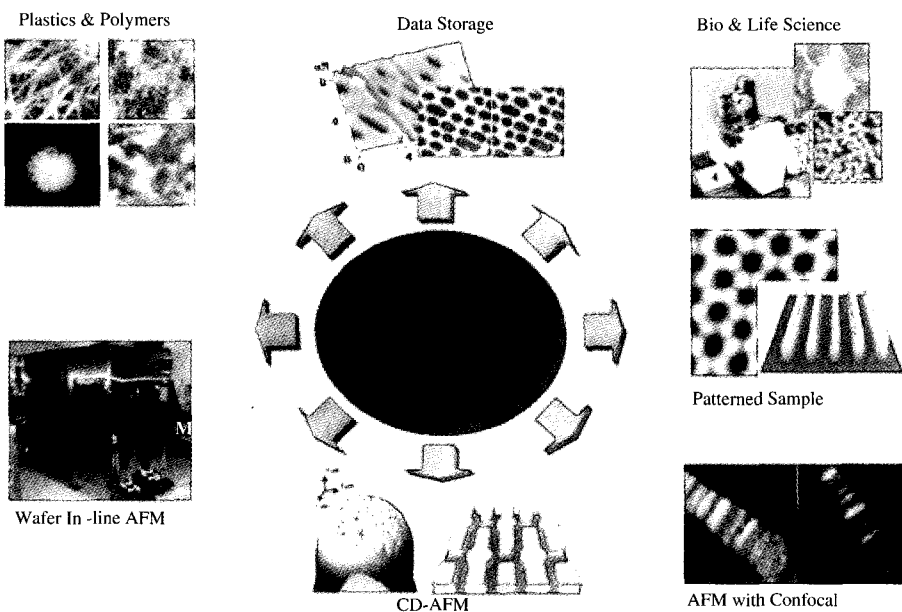 Plastics & Polymers
Data Storage
Bio & Life Science
Patterned Sample
M
Wafer In -line AFM
CD-AFM
AFM with Confocal